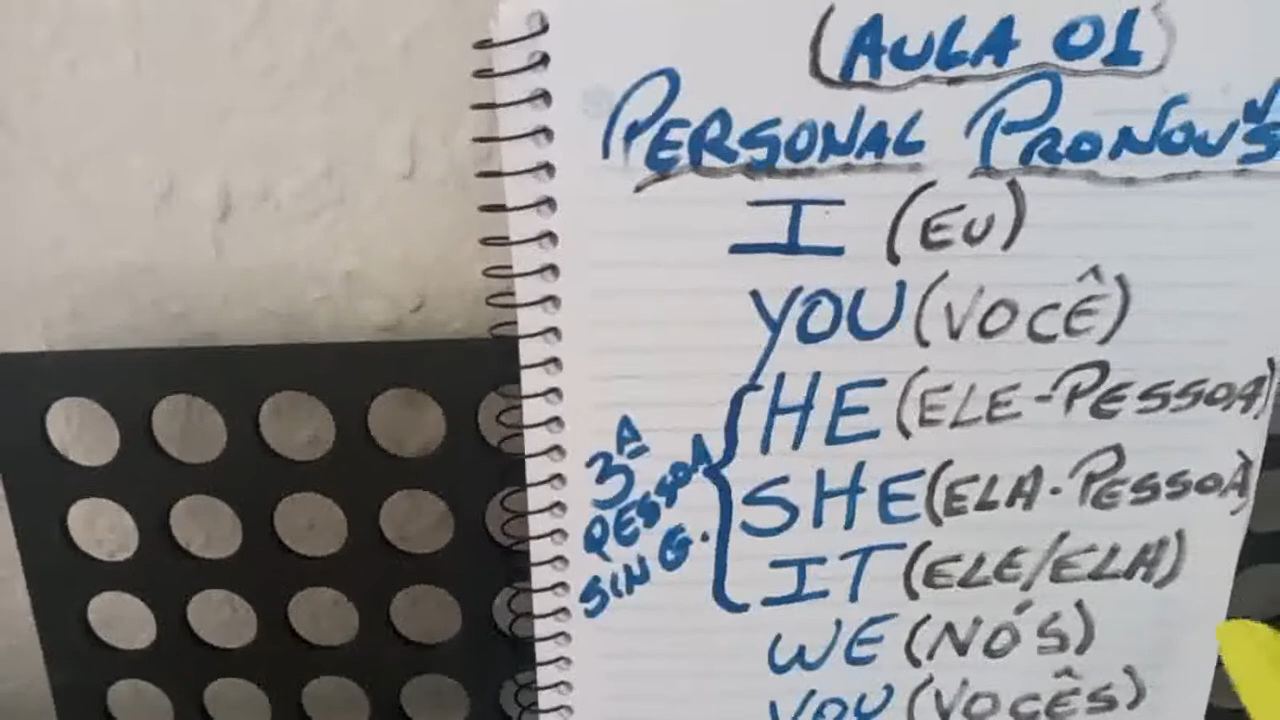 (AULA 01)
PERSONAL PRONOUNS
I (EU)
YOU (VOCÊ)
HE (ELE-PESSOA)
SHE (ELA-PESSOA)
IT (ELE/ELA)
3ª
PESSOA
SING.
WE (NÓS)
YOU (VOCÊS)